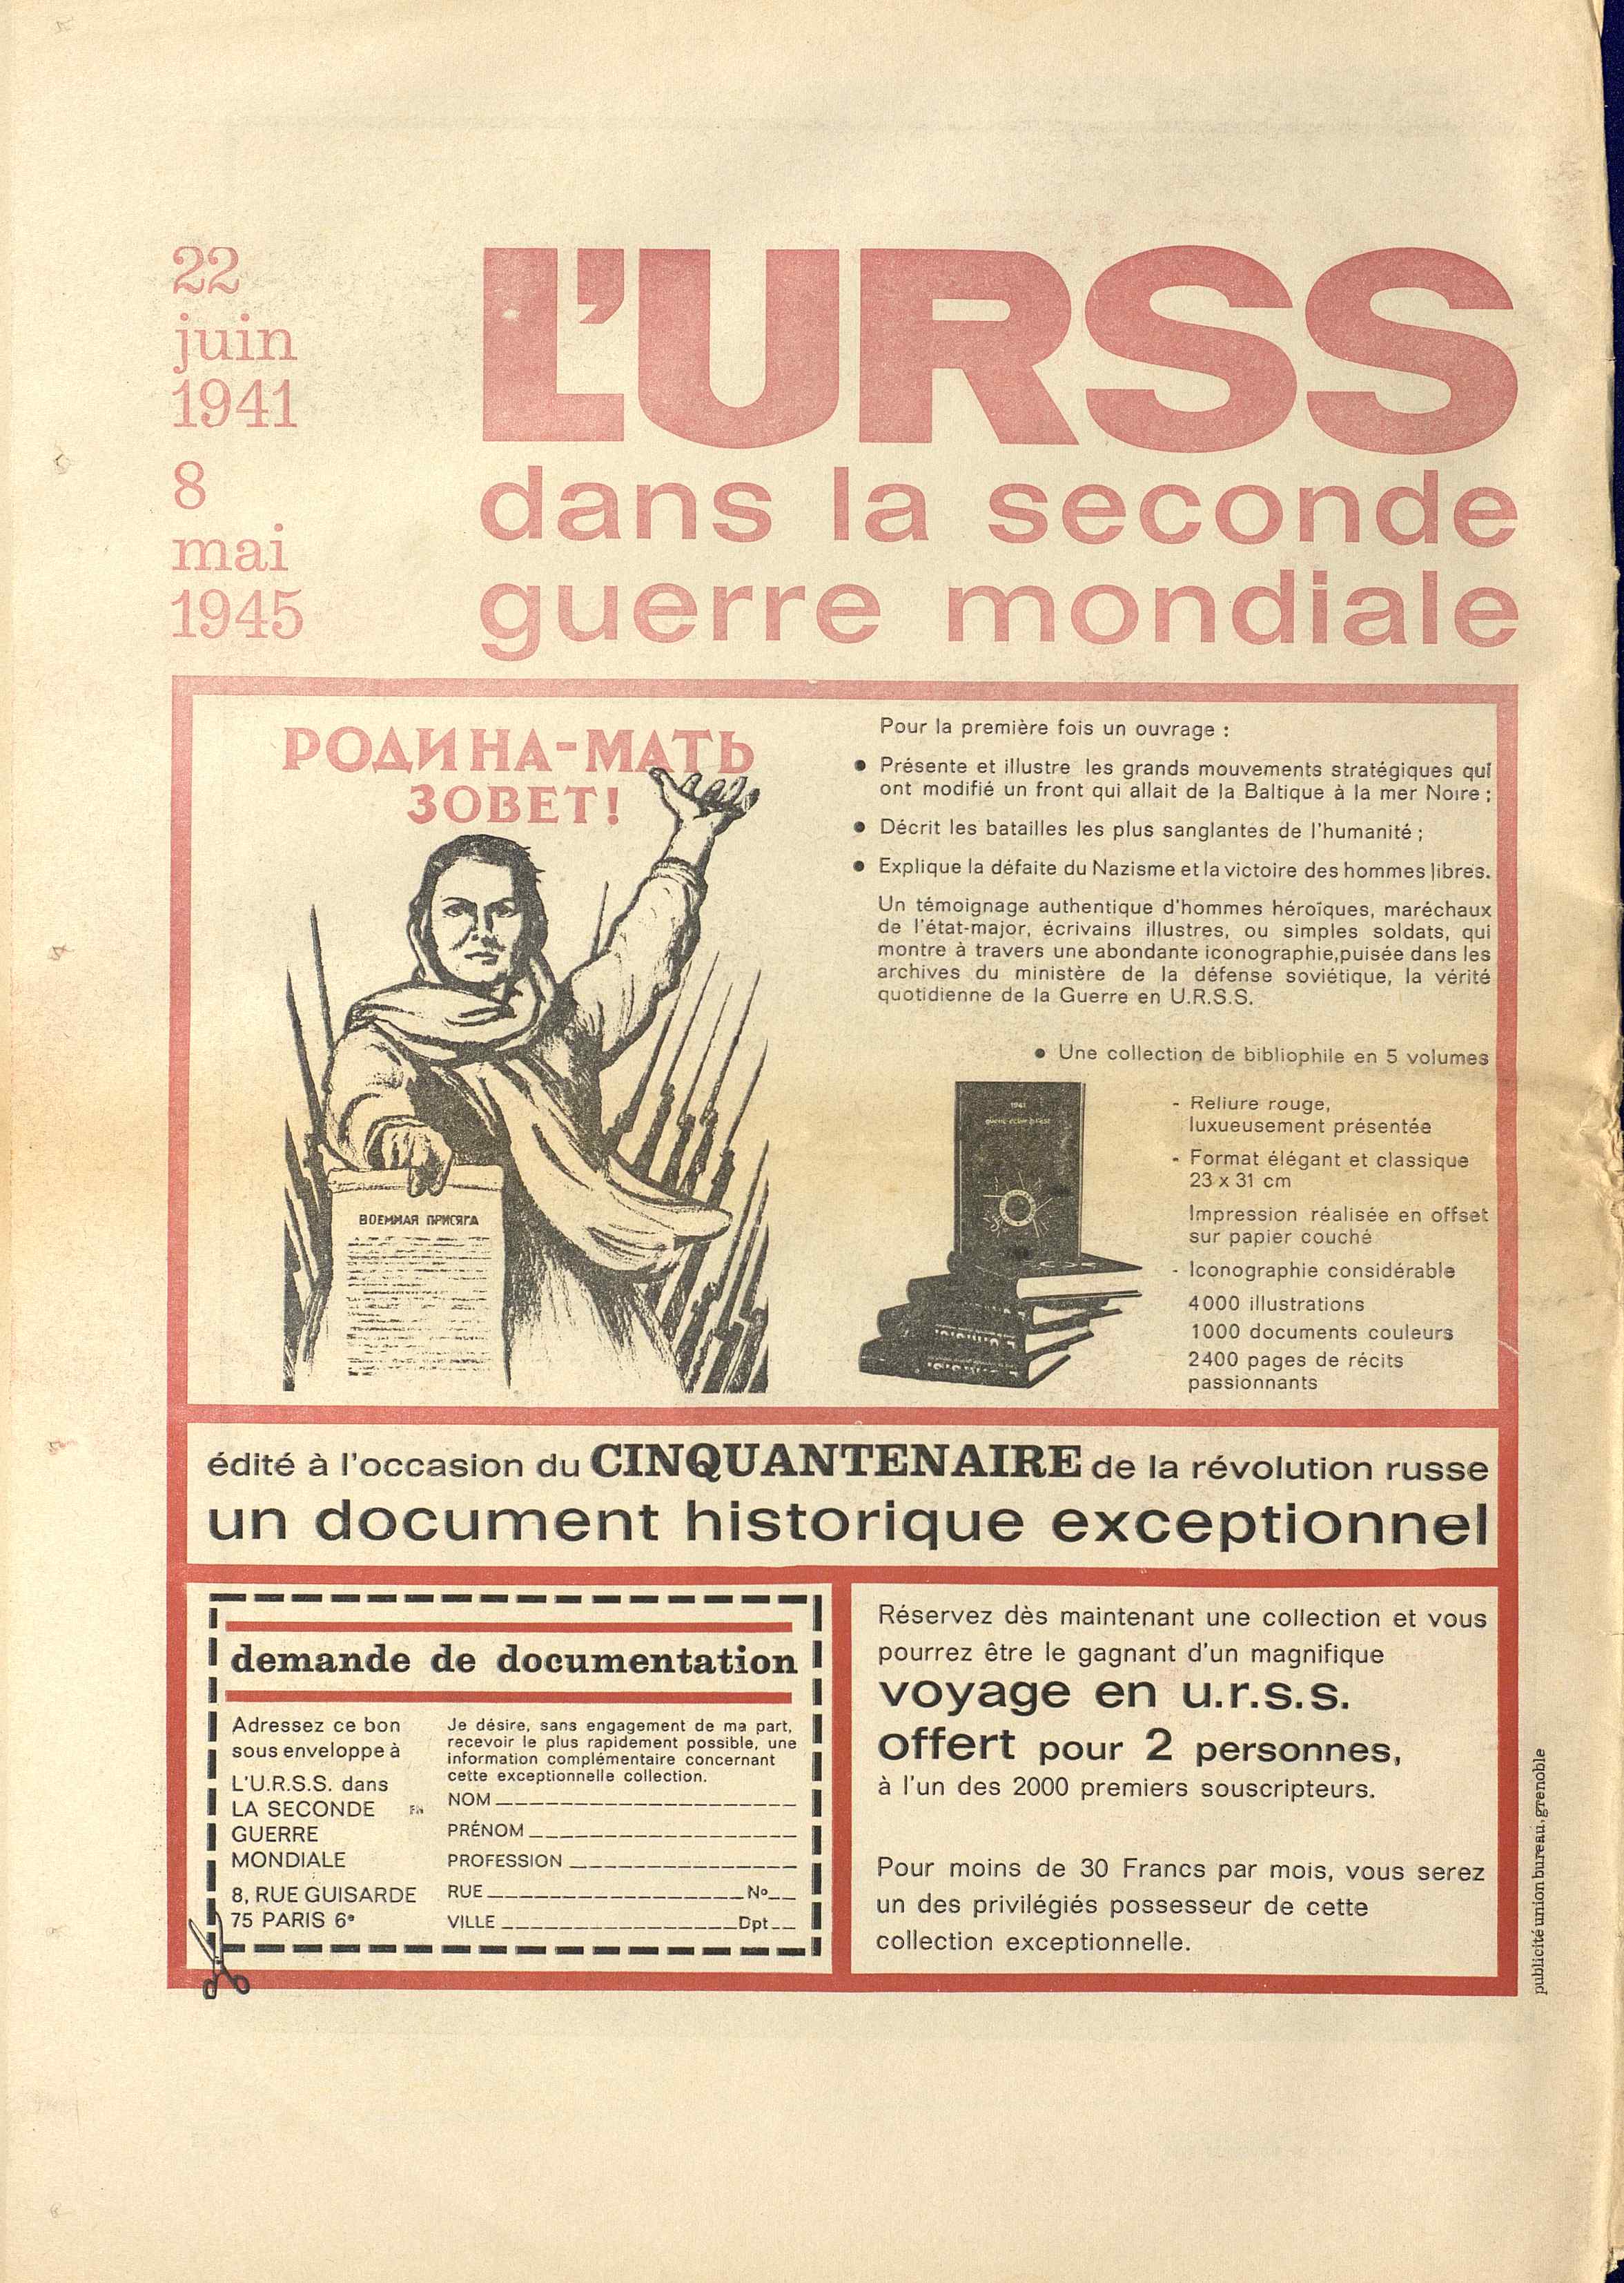 22
juin
1941
8
mai
1945
L'URSS
dans la seconde
guerre mondiale
РОДИНА-МАТЬ
ЗОВЕТ!
ВОЕННАЯ ПРИСЯГА
Pour la première fois un ouvrage :
● Présente et illustre les grands mouvements stratégiques qui
ont modifié un front qui allait de la Baltique à la mer Noire ;
● Décrit les batailles les plus sanglantes de l'humanité ;
● Explique la défaite du Nazisme et la victoire des hommes libres.
Un témoignage authentique d'hommes héroïques, maréchaux
de l'état-major, écrivains illustres, ou simples soldats, qui
montre à travers une abondante iconographie,puisée dans les
archives du ministère de la défense soviétique, la vérité
quotidienne de la Guerre en U.R.S.S.
● Une collection de bibliophile en 5 volumes
1941
- Reliure rouge,
luxueusement présentée
- Format élégant et classique
23 x 31 cm
Impression réalisée en offset
sur papier couché
- Iconographie considérable
4000 illustrations
1000 documents couleurs
2400 pages de récits
passionnants
édité à l'occasion du CINQUANTENAIRE de la révolution russe
un document historique exceptionnel
demande de documentation
Adressez ce bon
sous enveloppe à
L'U.R.S.S. dans
LA SECONDE
GUERRE
MONDIALE
8, RUE GUISARDE
75 PARIS 6e
FN
Je désire, sans engagement de ma part,
recevoir le plus rapidement possible, une
information complémentaire concernant
cette exceptionnelle collection.
NOM
PRÉNOM
PROFESSION
RUE No
VILLE Dpt
Réservez dès maintenant une collection et vous
pourrez être le gagnant d'un magnifique
voyage en u.r.s.s.
offert pour 2 personnes,
à l'un des 2000 premiers souscripteurs.
Pour moins de 30 Francs par mois, vous serez
un des privilégiés possesseur de cette
collection exceptionnelle.
publicité union bureau, grenoble